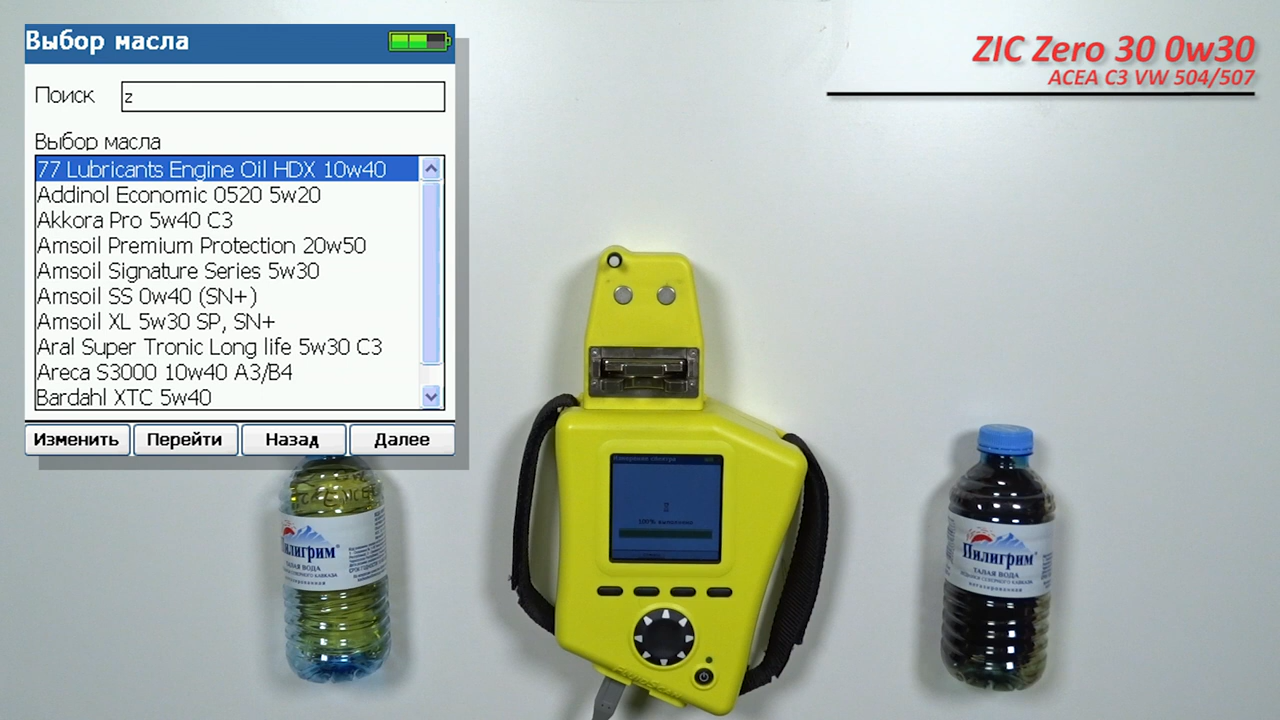 Выбор масла
Поиск
z
Выбор масла
77 Lubricants Engine Oil HDX 10w40
Addinol Economic 0520 5w20
Akkora Pro 5w40 C3
Amsoil Premium Protection 20w50
Amsoil Signature Series 5w30
Amsoil SS 0w40 (SN+)
Amsoil XL 5w30 SP, SN+
Aral Super Tronic Long life 5w30 C3
Areca S3000 10w40 A3/B4
Bardahl XTC 5w40
Изменить
Перейти
Назад
Далее
ZIC Zero 30 0w30
ACEA C3 VW 504/507
Z
Пилигрим®
ТАЛАЯ ВОДА
Пилигрим®
ТАЛАЯ ВОДА